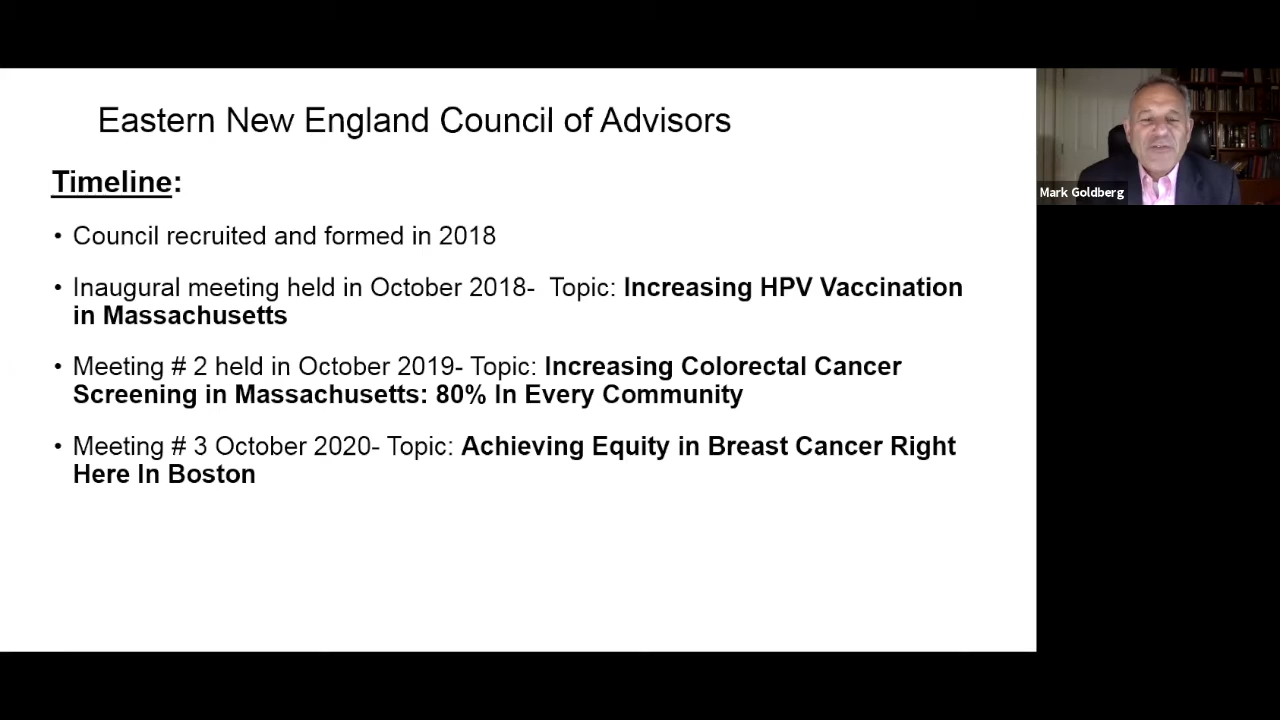 Eastern New England Council of Advisors
Timeline:
• Council recruited and formed in 2018
• Inaugural meeting held in October 2018-  Topic: Increasing HPV Vaccination
in Massachusetts
• Meeting # 2 held in October 2019- Topic: Increasing Colorectal Cancer
Screening in Massachusetts: 80% In Every Community
• Meeting # 3 October 2020- Topic: Achieving Equity in Breast Cancer Right
Here In Boston
Mark Goldberg